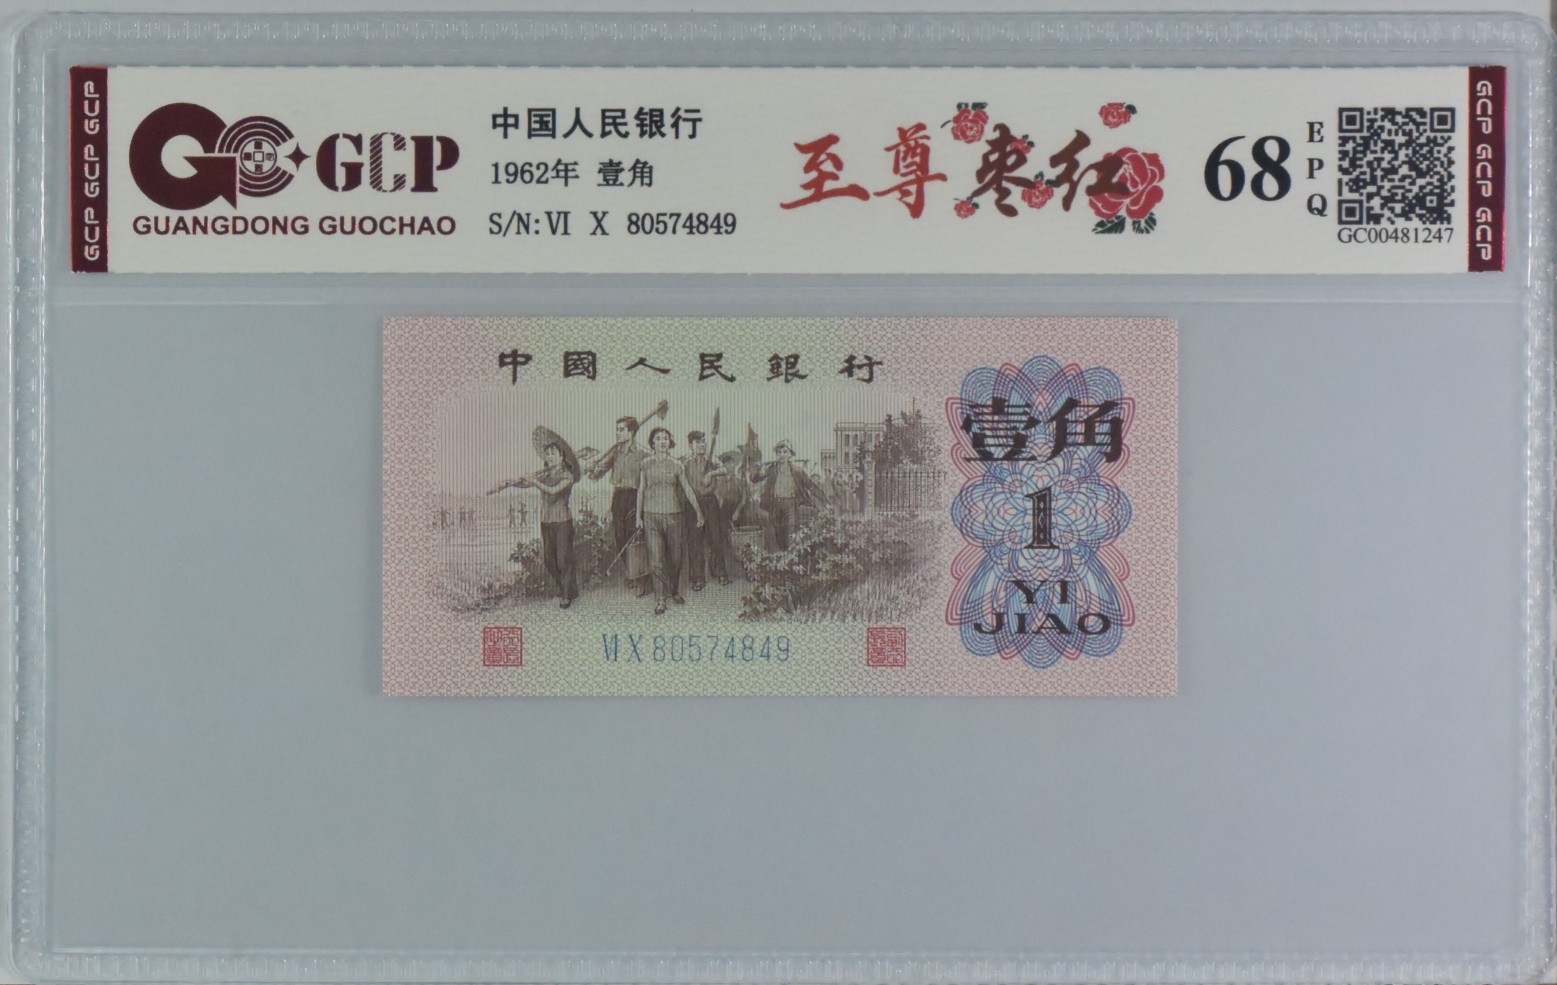 GCP GCP GCP
GCP
GUANGDONG GUOCHAO
中国人民银行
1962年 壹角
S/N: VI X 80574849
至尊枣红
68
EPQ
GC00481247
GCP GCP GCP
中國人民銀行
壹角
1
YI
JIAO
VI X 80574849